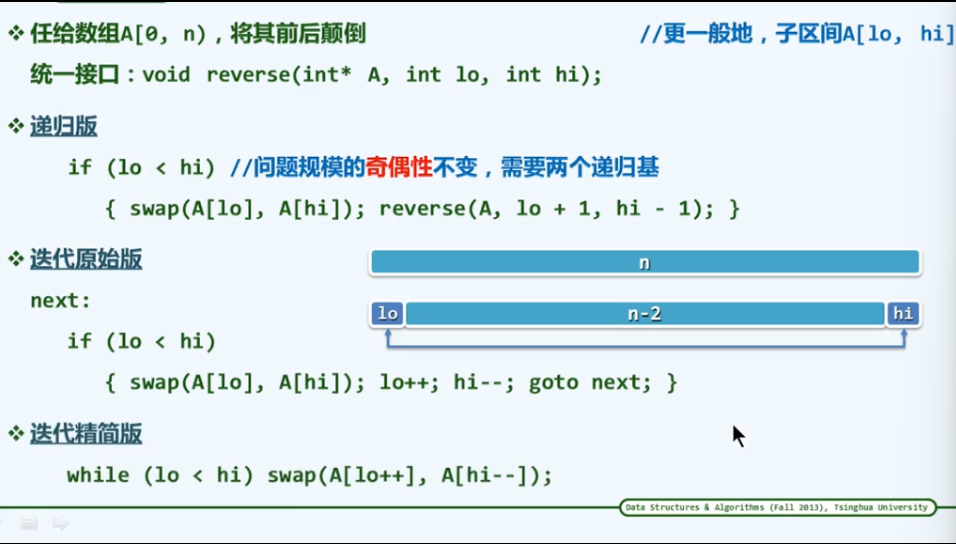 ❖ 任给数组A[0, n)，将其前后颠倒 //更一般地，子区间A[lo, hi]
统一接口：void reverse(int* A, int lo, int hi);
❖ 递归版
if (lo < hi) //问题规模的奇偶性不变，需要两个递归基
{ swap(A[lo], A[hi]); reverse(A, lo + 1, hi - 1); }
❖ 迭代原始版
n
next:
lo n-2 hi
if (lo < hi)
{ swap(A[lo], A[hi]); lo++; hi--; goto next; }
❖ 迭代精简版
while (lo < hi) swap(A[lo++], A[hi--]);
Data Structures & Algorithms (Fall 2013), Tsinghua University